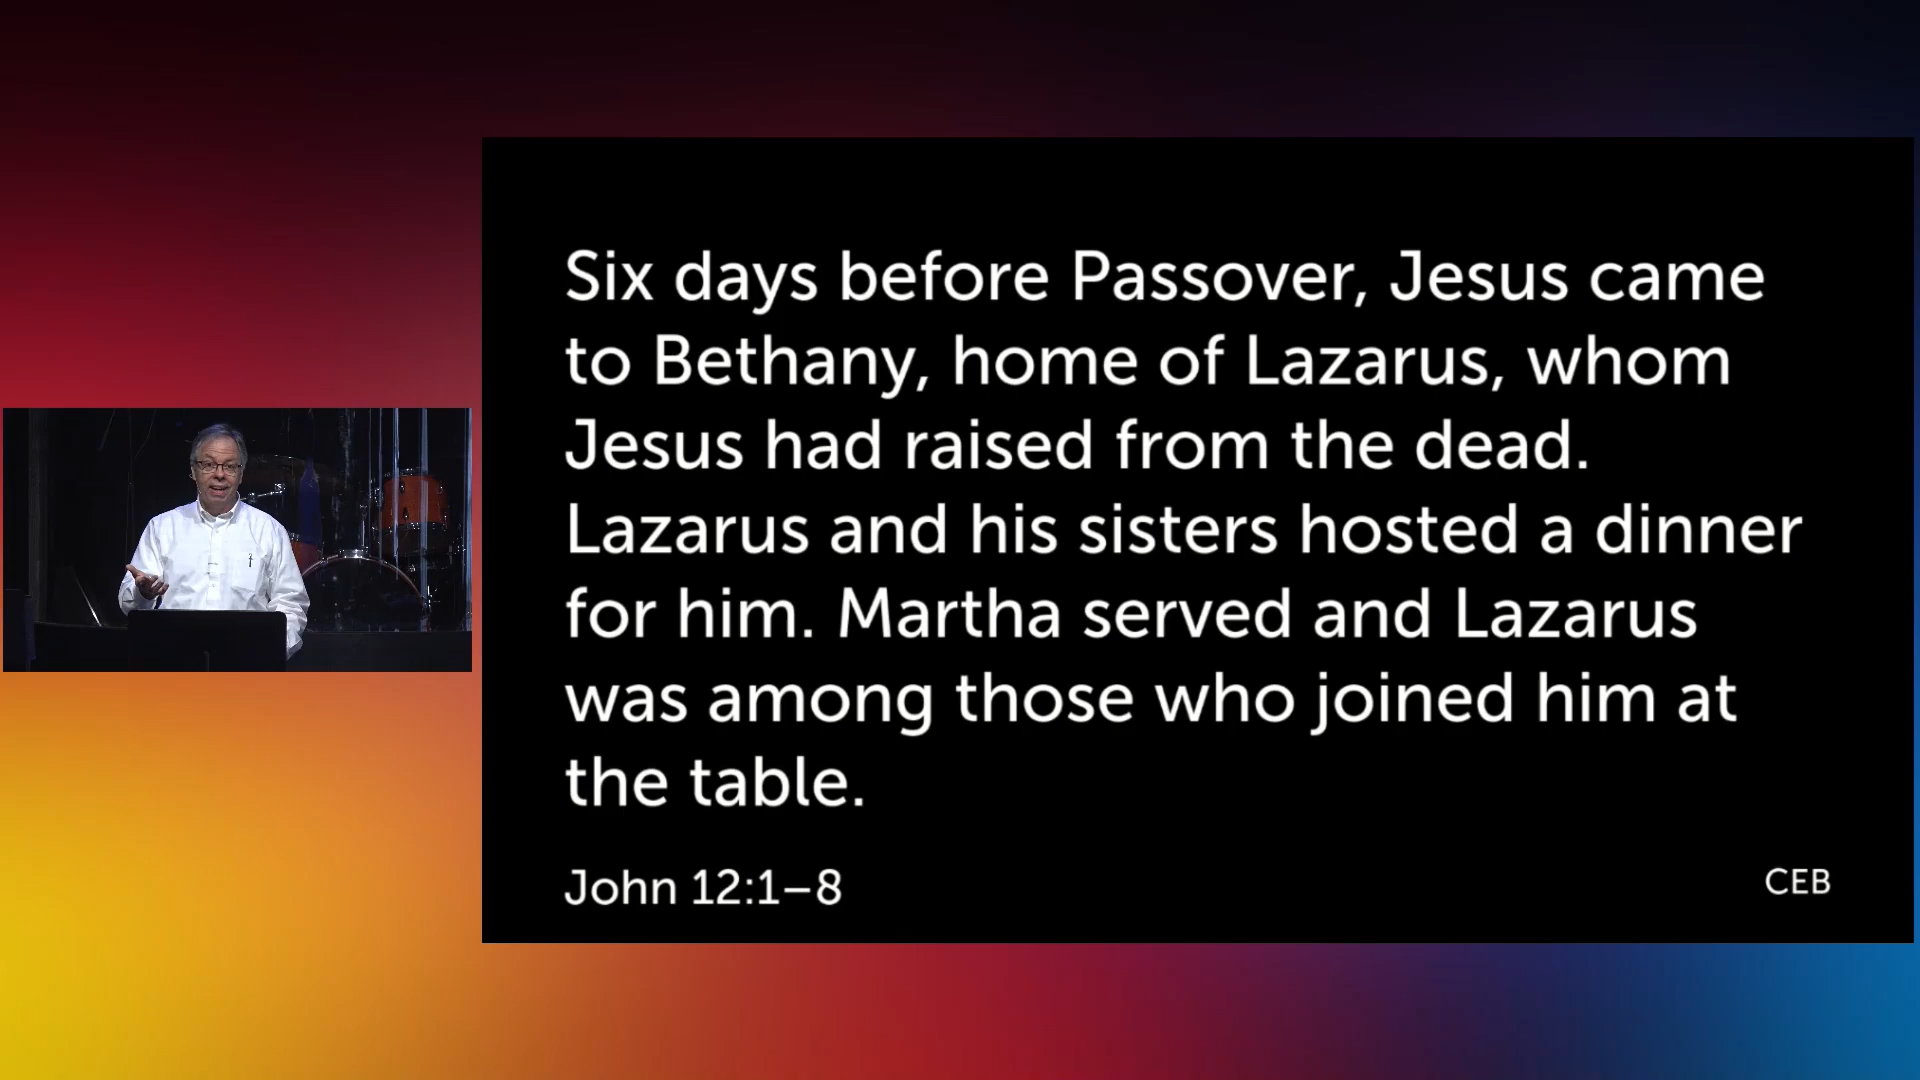 Six days before Passover, Jesus came
to Bethany, home of Lazarus, whom
Jesus had raised from the dead.
Lazarus and his sisters hosted a dinner
for him. Martha served and Lazarus
was among those who joined him at
the table.
John 12:1–8
CEB